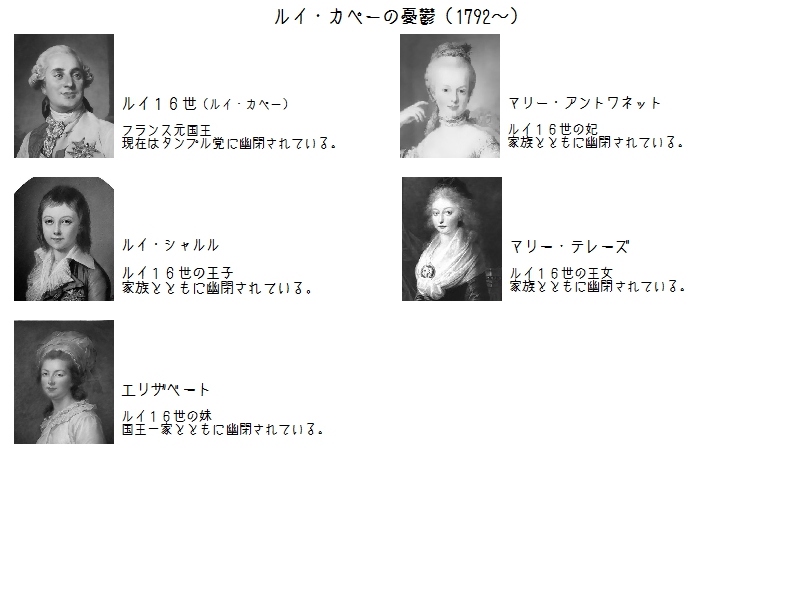 ルイ・カペーの憂鬱（1792～）
ルイ１６世（ルイ・カペー）
フランス元国王
現在はタンプル党に幽閉されている。
マリー・アントワネット
ルイ１６世の妃
家族とともに幽閉されている。
ルイ・シャルル
ルイ１６世の王子
家族とともに幽閉されている。
マリー・テレーズ
ルイ１６世の王女
家族とともに幽閉されている。
エリザベート
ルイ１６世の妹
国王一家とともに幽閉されている。